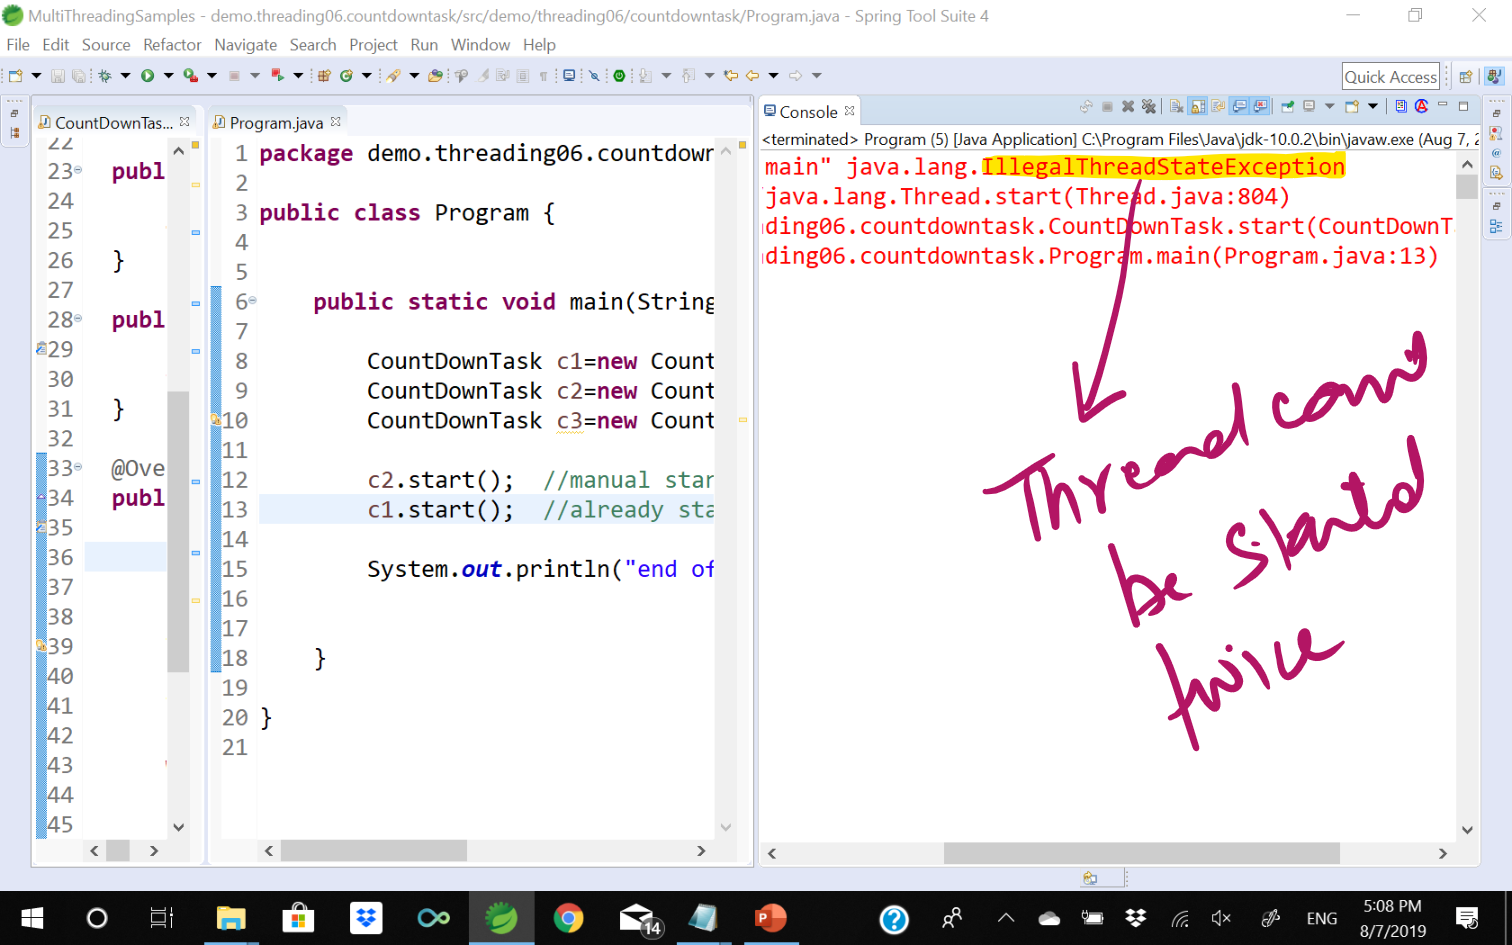 MultiThreadingSamples - demo.threading06.countdowntask/src/demo/threading06/countdowntask/Program.java - Spring Tool Suite 4
File Edit Source Refactor Navigate Search Project Run Window Help
Quick Access
CountDownTas...
22
23 publ
24
25
26 }
27
28 publ
29
30
31 }
32
33 @Ove
34 publ
35
36
37
38
39
40
41
42
43
44
45
Program.java
1 package demo.threading06.countdowr
2
3 public class Program {
4
5
6 public static void main(String
7
8 CountDownTask c1=new Count
9 CountDownTask c2=new Count
10 CountDownTask c3=new Count
11
12 c2.start(); //manual star
13 c1.start(); //already sta
14
15 System.out.println("end of
16
17
18 }
19
20 }
21
Console
<terminated> Program (5) [Java Application] C:\Program Files\Java\jdk-10.0.2\bin\javaw.exe (Aug 7, 2
main" java.lang.IllegalThreadStateException
java.lang.Thread.start(Thread.java:804)
ding06.countdowntask.CountDownTask.start(CountDownT
ding06.countdowntask.Program.main(Program.java:13)
Thread
be started
twice
14
P
ENG
5:08 PM
8/7/2019